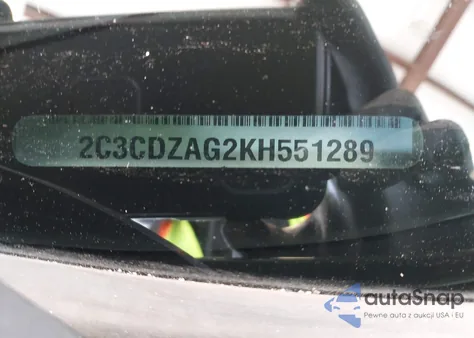 2C3CDZAG2KH551289
autoSnap
Pewne auta z aukcji USA i EU